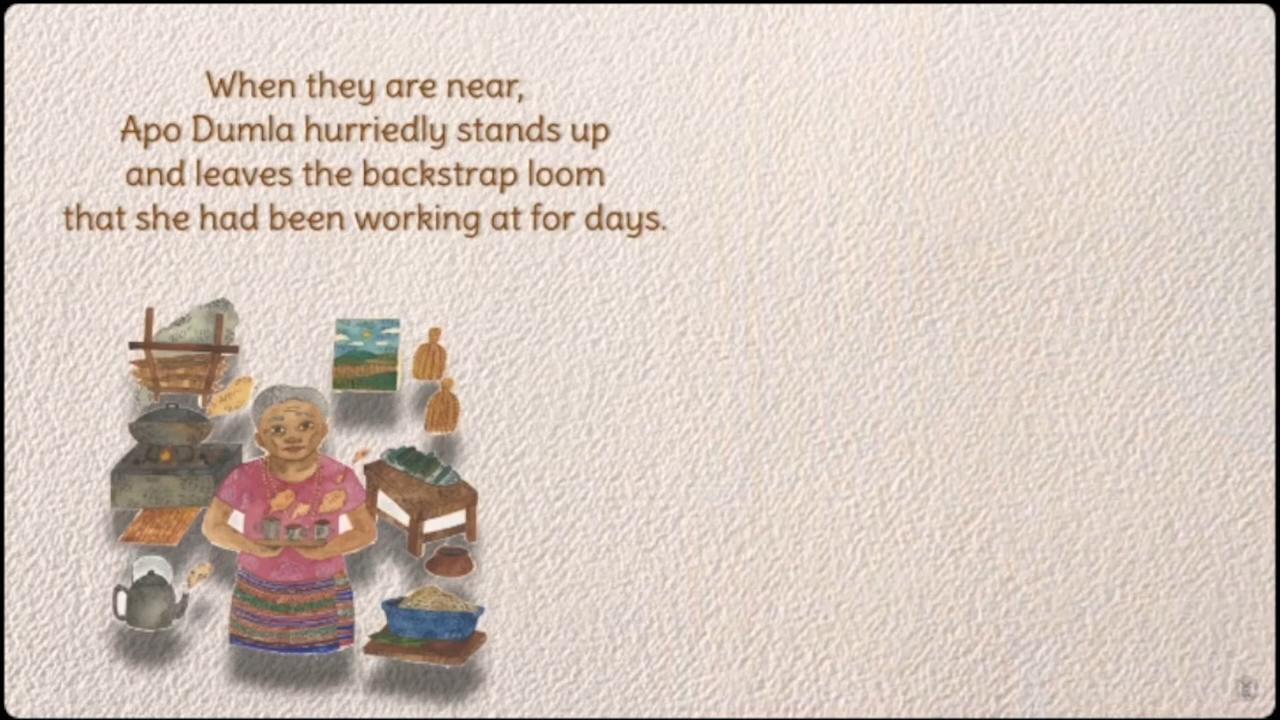 When they are near,
Apo Dumla hurriedly stands up
and leaves the backstrap loom
that she had been working at for days.